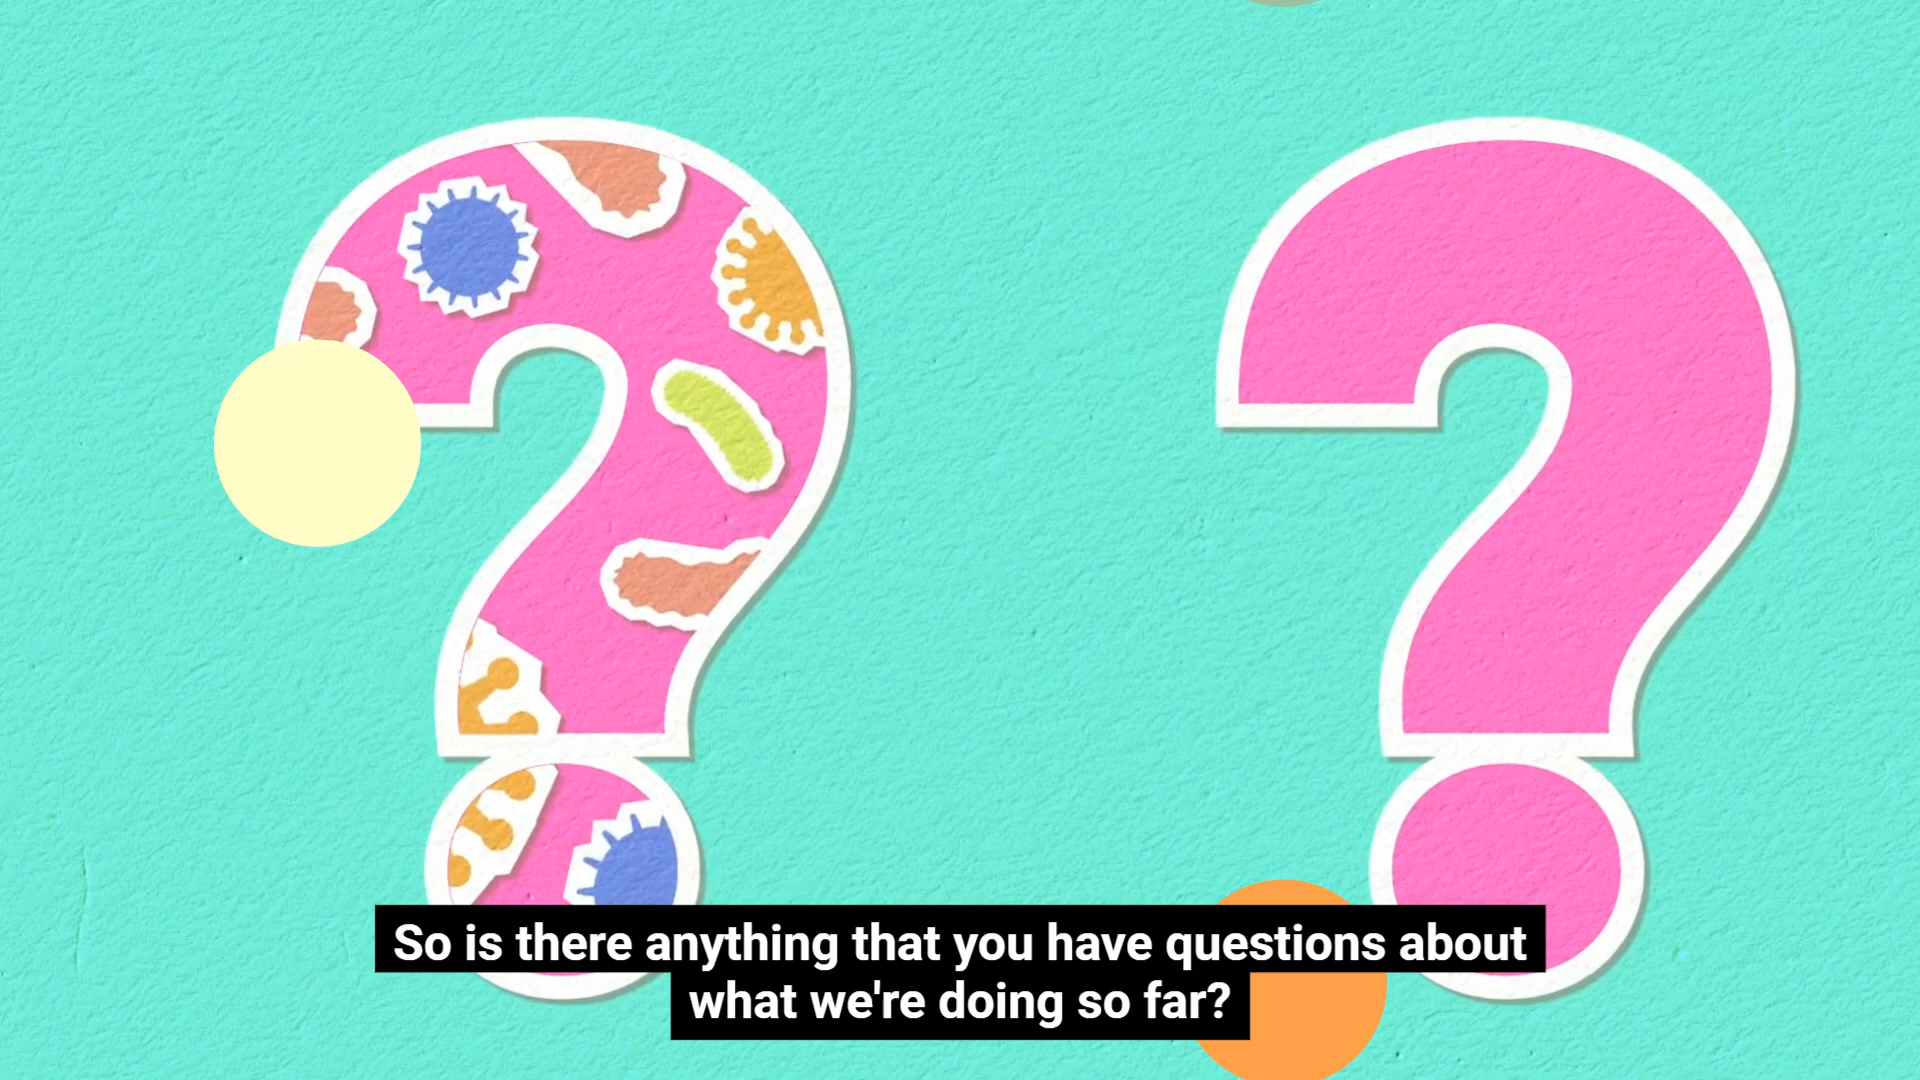 ? ?
So is there anything that you have questions about
what we're doing so far?